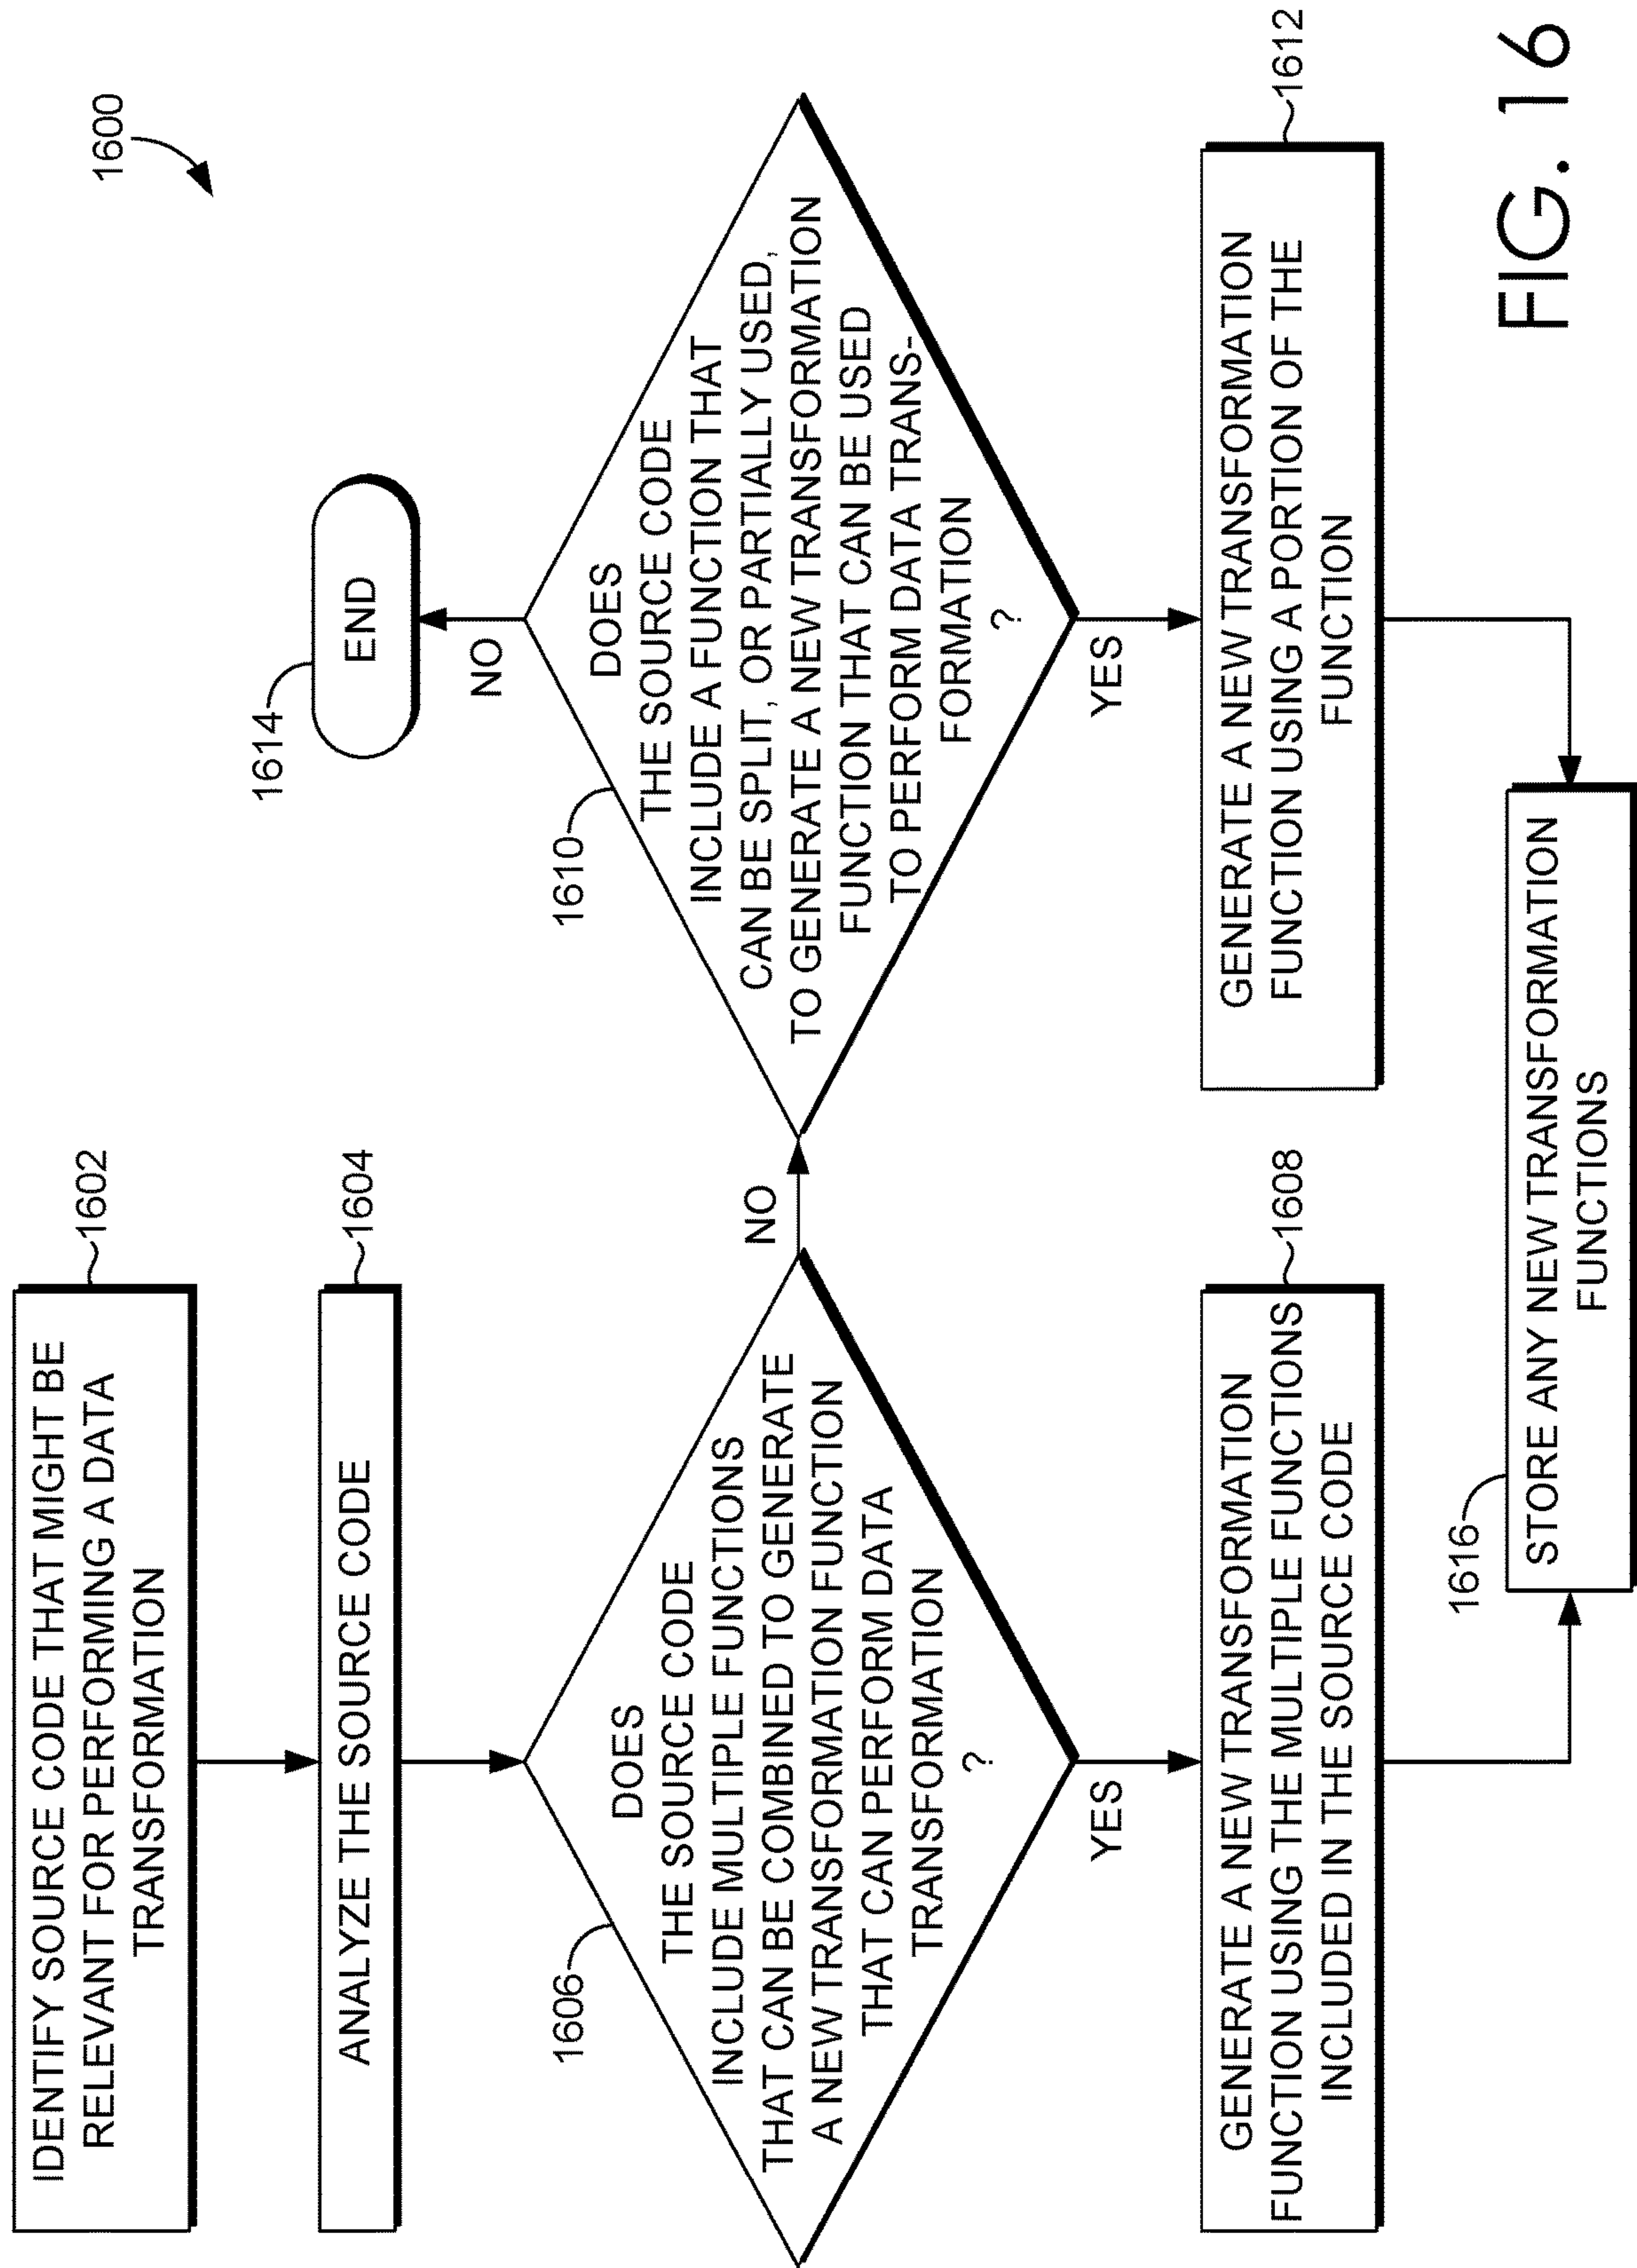 1600
IDENTIFY SOURCE CODE THAT MIGHT BE
RELEVANT FOR PERFORMING A DATA
TRANSFORMATION
1602
ANALYZE THE SOURCE CODE
1604
1606
DOES
THE SOURCE CODE
INCLUDE MULTIPLE FUNCTIONS
THAT CAN BE COMBINED TO GENERATE
A NEW TRANSFORMATION FUNCTION
THAT CAN PERFORM DATA
TRANSFORMATION
?
NO
YES
GENERATE A NEW TRANSFORMATION
FUNCTION USING THE MULTIPLE FUNCTIONS
INCLUDED IN THE SOURCE CODE
1608
1614
END
NO
1610
DOES
THE SOURCE CODE
INCLUDE A FUNCTION THAT
CAN BE SPLIT, OR PARTIALLY USED,
TO GENERATE A NEW TRANSFORMATION
FUNCTION THAT CAN BE USED
TO PERFORM DATA TRANS-
FORMATION
?
YES
GENERATE A NEW TRANSFORMATION
FUNCTION USING A PORTION OF THE
FUNCTION
1612
1616
STORE ANY NEW TRANSFORMATION
FUNCTIONS
FIG. 16